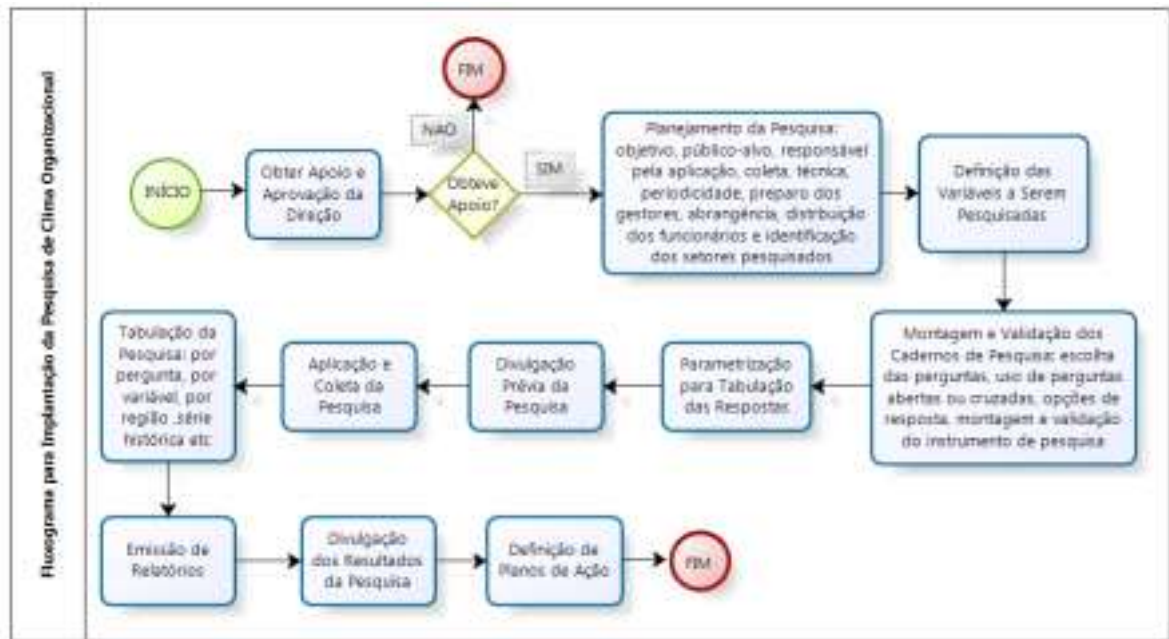 Fluxograma para Implantação da Pesquisa de Clima Organizacional
INÍCIO
Obter Apoio e
Aprovação da
Direção
Obteve
Apoio?
NÃO
FIM
SIM
Planejamento da Pesquisa:
objetivo, público-alvo, responsável
pela aplicação, coleta, técnica,
periodicidade, preparo dos
gestores, abrangência, distribuição
dos funcionários e identificação
dos setores pesquisados
Definição das
Variáveis a Serem
Pesquisadas
Montagem e Validação dos
Cadernos de Pesquisa: escolha
das perguntas, uso de perguntas
abertas ou cruzadas, opções de
resposta, montagem e validação
do instrumento de pesquisa
Parametrização
para Tabulação
das Respostas
Divulgação
Prévia da
Pesquisa
Aplicação e
Coleta da
Pesquisa
Tabulação da
Pesquisa: por
pergunta, por
variável, por
região ,série
histórica etc
Emissão de
Relatórios
Divulgação
dos Resultados
da Pesquisa
Definição de
Planos de Ação
FIM